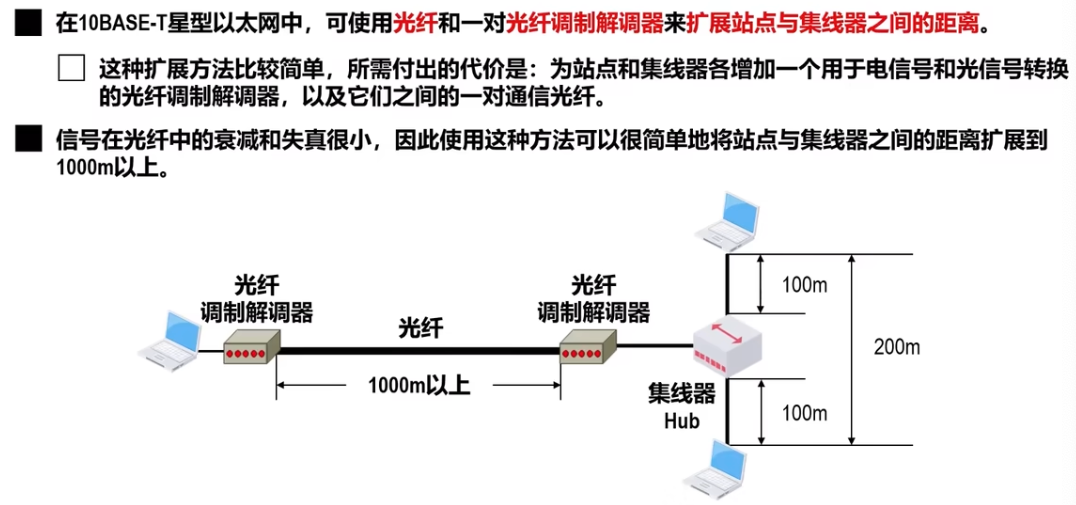 在10BASE-T星型以太网中，可使用光纤和一对光纤调制解调器来扩展站点与集线器之间的距离。
这种扩展方法比较简单，所需付出的代价是：为站点和集线器各增加一个用于电信号和光信号转换
的光纤调制解调器，以及它们之间的一对通信光纤。
信号在光纤中的衰减和失真很小，因此使用这种方法可以很简单地将站点与集线器之间的距离扩展到
1000m以上。
光纤
调制解调器
光纤
光纤
调制解调器
1000m以上
集线器
Hub
100m
200m
100m